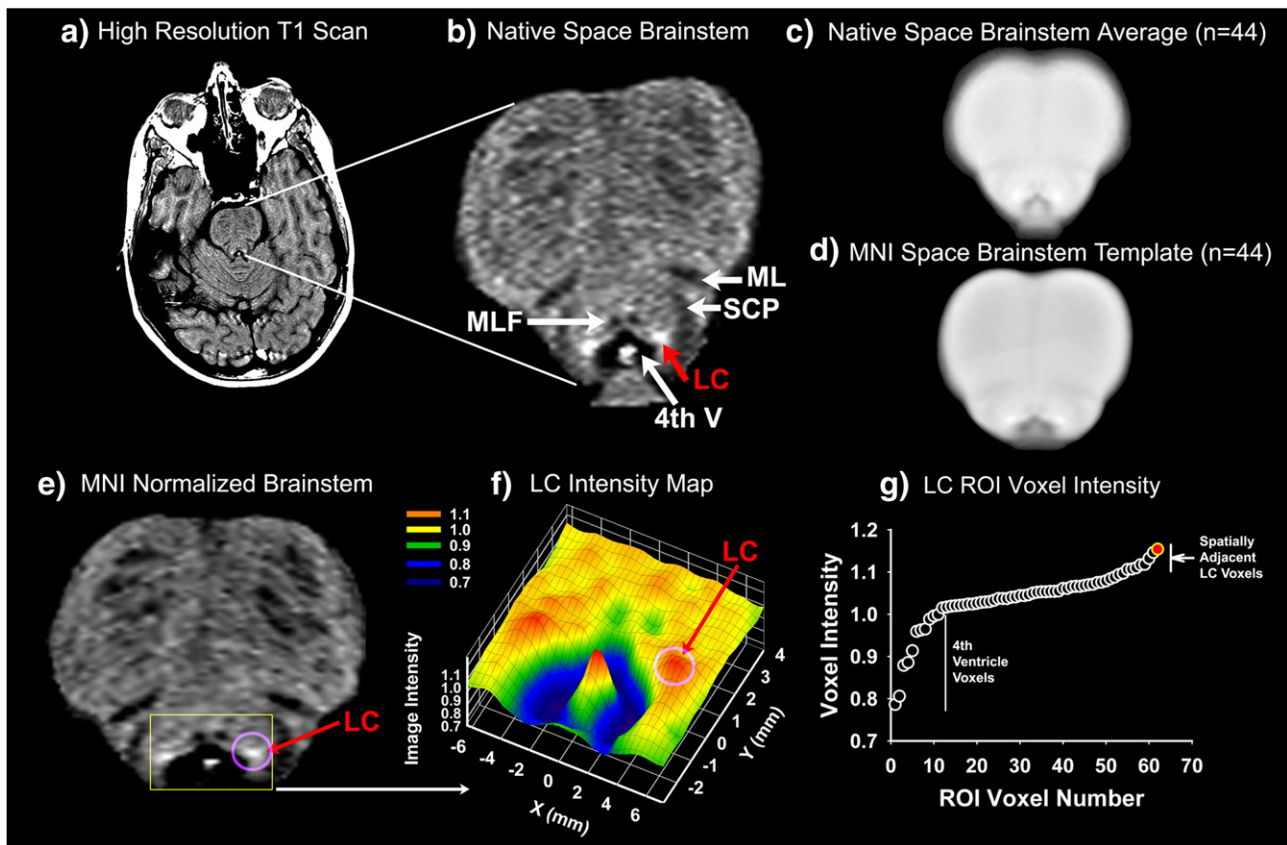 a) High Resolution T1 Scan
b) Native Space Brainstem
ML
SCP
MLF
LC
4th V
c) Native Space Brainstem Average (n=44)
d) MNI Space Brainstem Template (n=44)
e) MNI Normalized Brainstem
LC
f) LC Intensity Map
1.1
1.0
0.9
0.8
0.7
LC
Image Intensity
1.1
1.0
0.9
0.8
0.7
-6
-4
-2
0
2
4
6
X (mm)
4
3
2
1
0
-1
-2
Y (mm)
g) LC ROI Voxel Intensity
Voxel Intensity
1.2
1.1
1.0
0.9
0.8
0.7
Spatially
Adjacent
LC Voxels
4th
Ventricle
Voxels
0 10 20 30 40 50 60 70
ROI Voxel Number